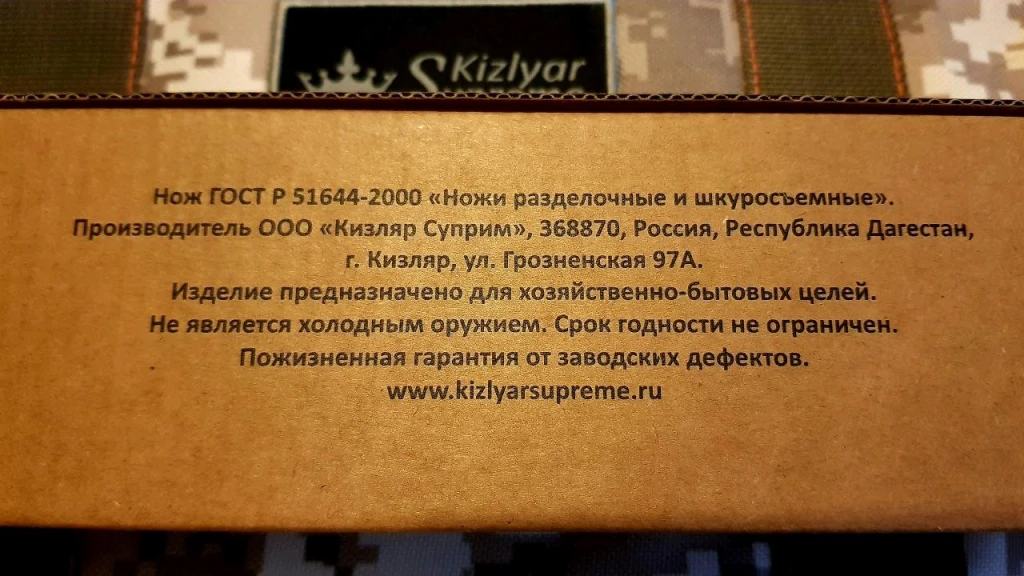 Kizlyar
Supreme
Нож ГОСТ Р 51644-2000 «Ножи разделочные и шкуросъемные».
Производитель ООО «Кизляр Суприм», 368870, Россия, Республика Дагестан,
г. Кизляр, ул. Грозненская 97А.
Изделие предназначено для хозяйственно-бытовых целей.
Не является холодным оружием. Срок годности не ограничен.
Пожизненная гарантия от заводских дефектов.
www.kizlyarsupreme.ru